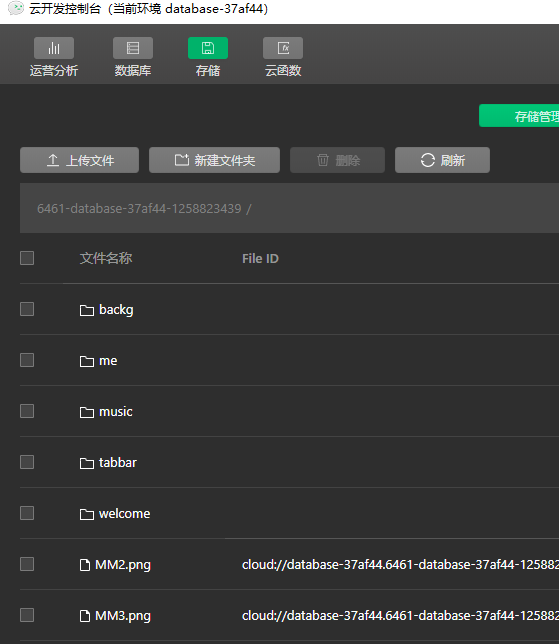 云开发控制台（当前环境 database-37af44）
运营分析 数据库 存储 云函数
存储管理
上传文件 新建文件夹 删除 刷新
6461-database-37af44-1258823439 /
文件名称 File ID
backg
me
music
tabbar
welcome
MM2.png cloud://database-37af44.6461-database-37af44-12588
MM3.png cloud://database-37af44.6461-database-37af44-12588